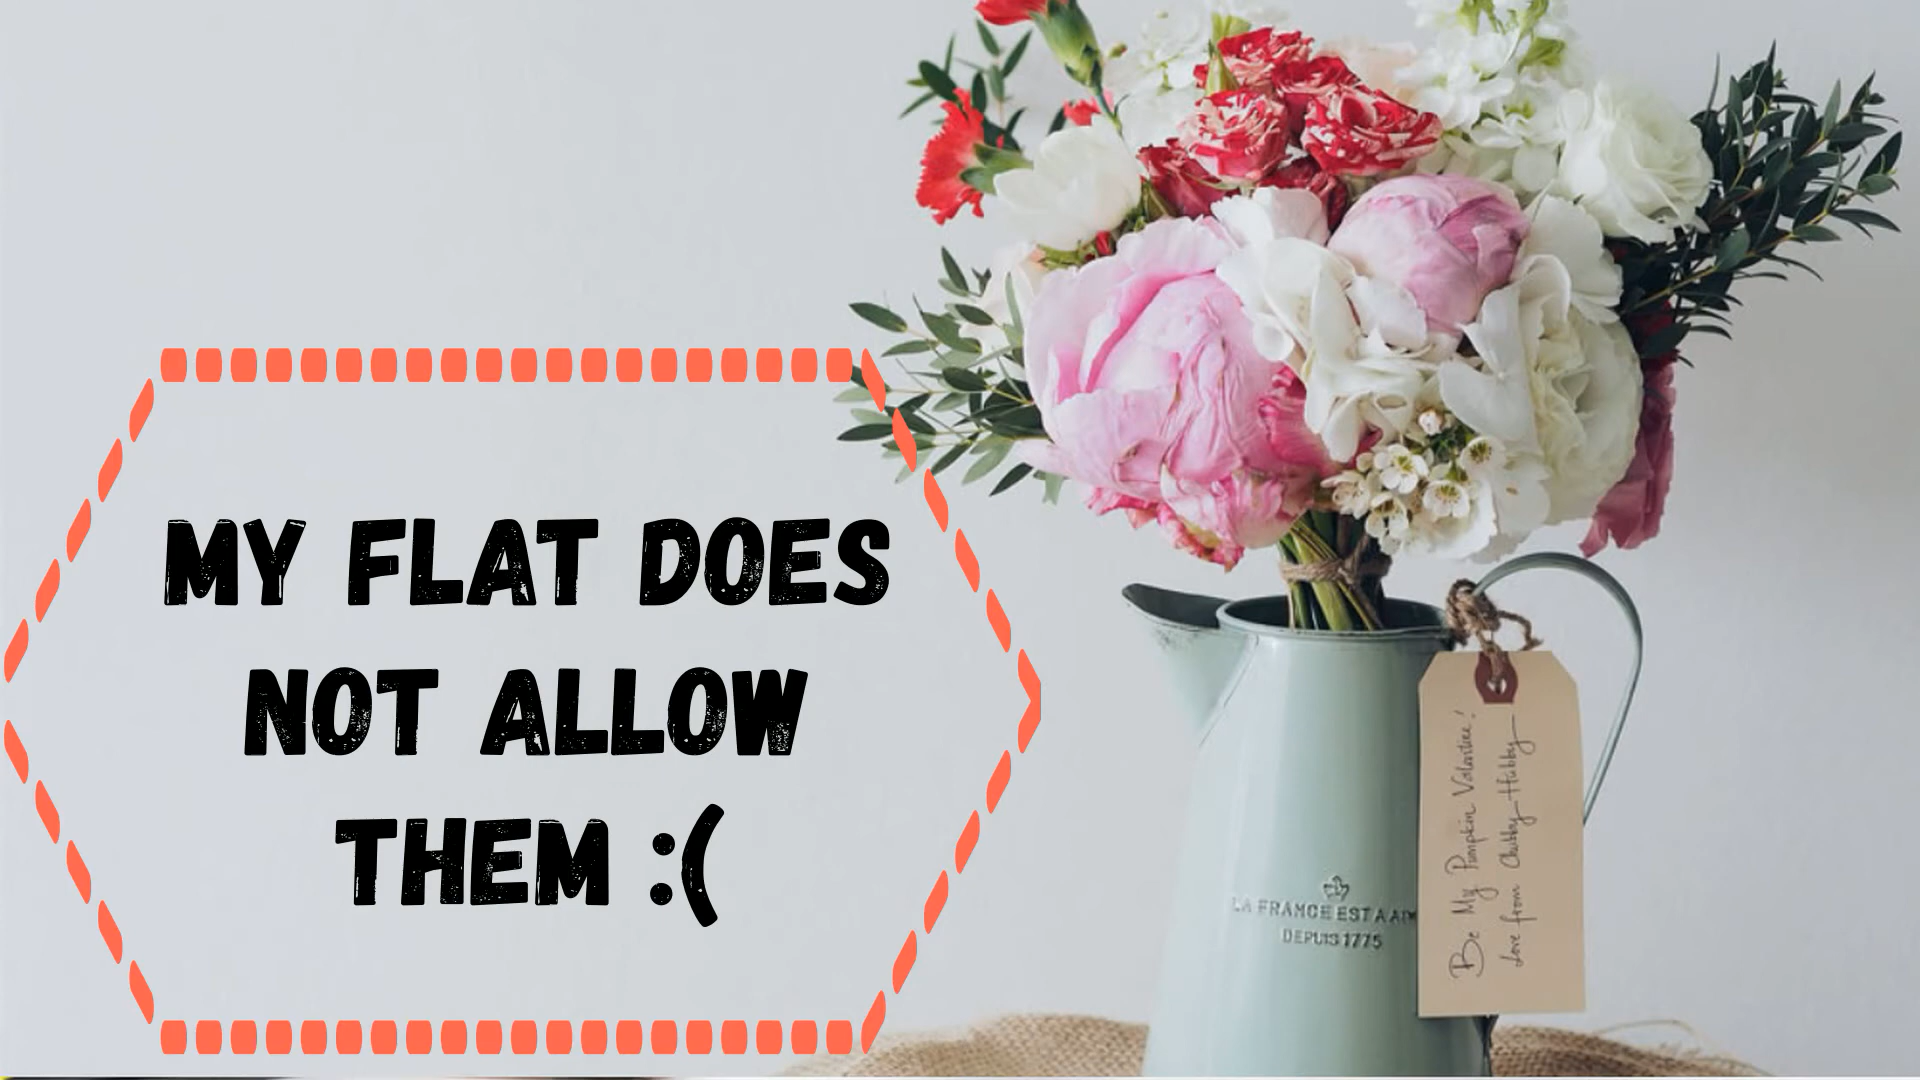 MY FLAT DOES
NOT ALLOW
THEM :(
LA FRANCE EST A
DEPUIS 1775
Be My Pumpkin Valentine!
Love from Chubby Hubby